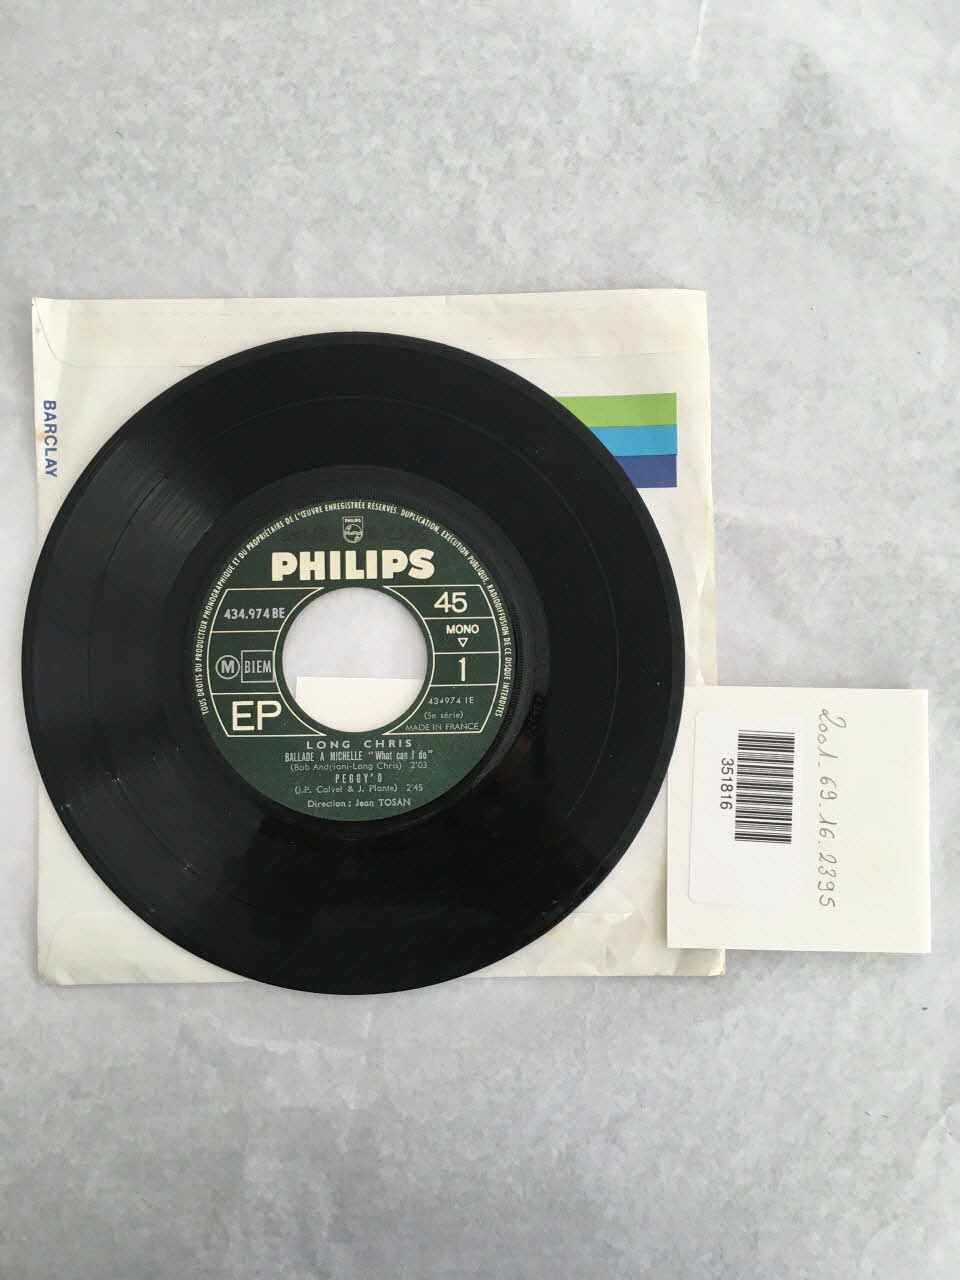 BARCLAY
TOUS DROITS DU PRODUCTEUR PHONOGRAPHIQUE ET DU PROPRIÉTAIRE DE L'ŒUVRE ENREGISTRÉE RÉSERVÉS. DUPLICATION, EXÉCUTION PUBLIQUE, RADIODIFFUSION DE CE DISQUE INTERDITES
PHILIPS
PHILIPS
434.974 BE
45
MONO
M BIEM
1
EP
434974 1E
(5e série)
MADE IN FRANCE
LONG CHRIS
BALLADE A MICHELLE "What can I do"
(Bob Andriani-Long Chris) 2'03
PEGGY'O
(J.P. Calvet & J. Plante) 2'45
Direction : Jean TOSAN
351816
2001.69.16.2395